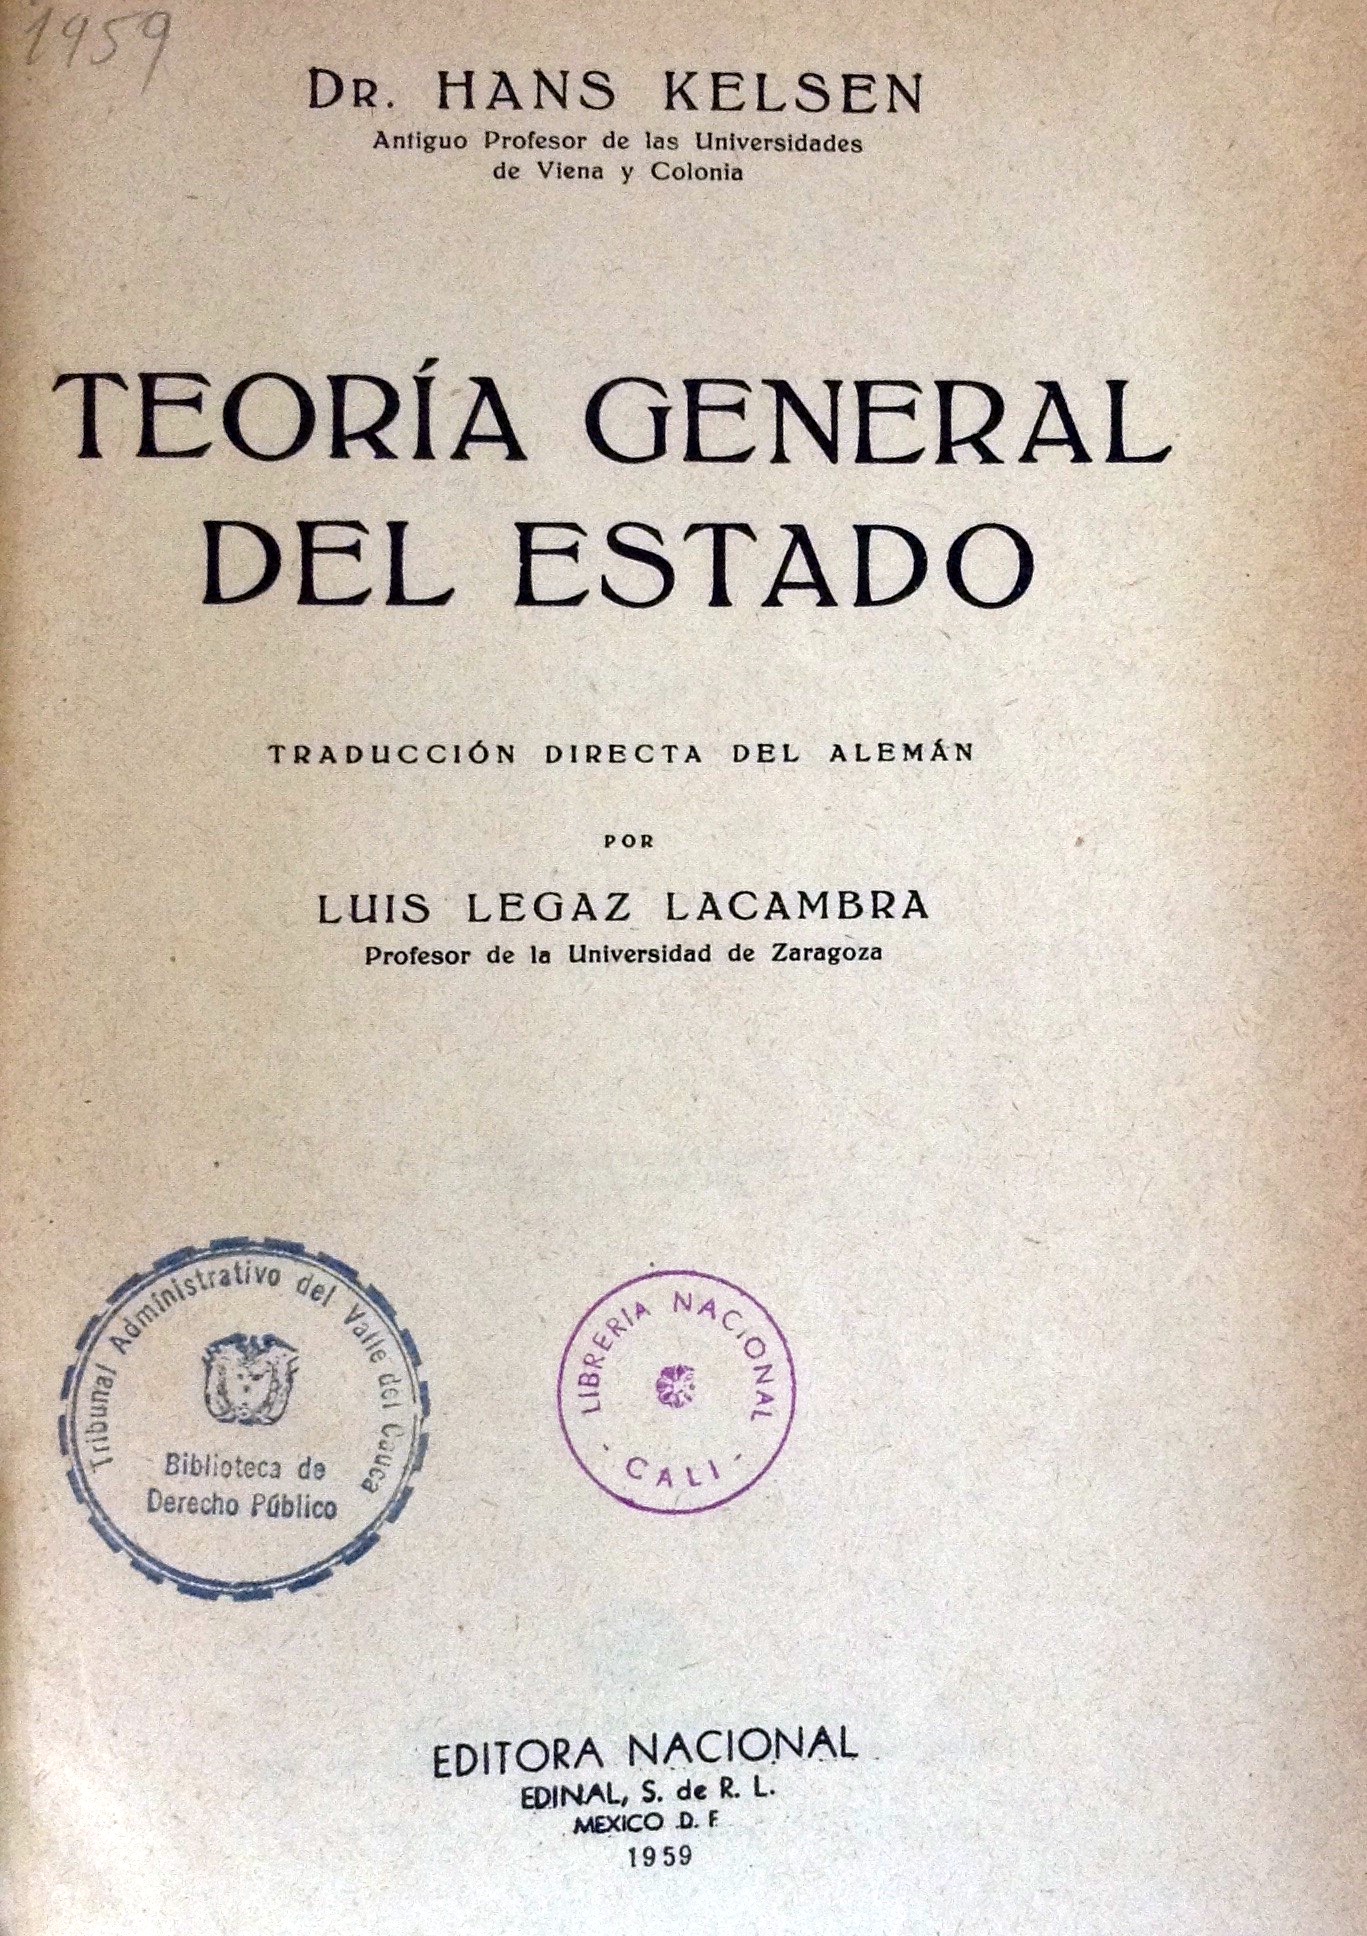 1959
DR. HANS KELSEN
Antiguo Profesor de las Universidades
de Viena y Colonia
TEORÍA GENERAL
DEL ESTADO
TRADUCCIÓN DIRECTA DEL ALEMÁN
POR
LUIS LEGAZ LACAMBRA
Profesor de la Universidad de Zaragoza
Tribunal Administrativo del Valle del Cauca
Biblioteca de
Derecho Público
LIBRERIA NACIONAL
· CALI ·
EDITORA NACIONAL
EDINAL, S. de R. L.
MEXICO D. F.
1959